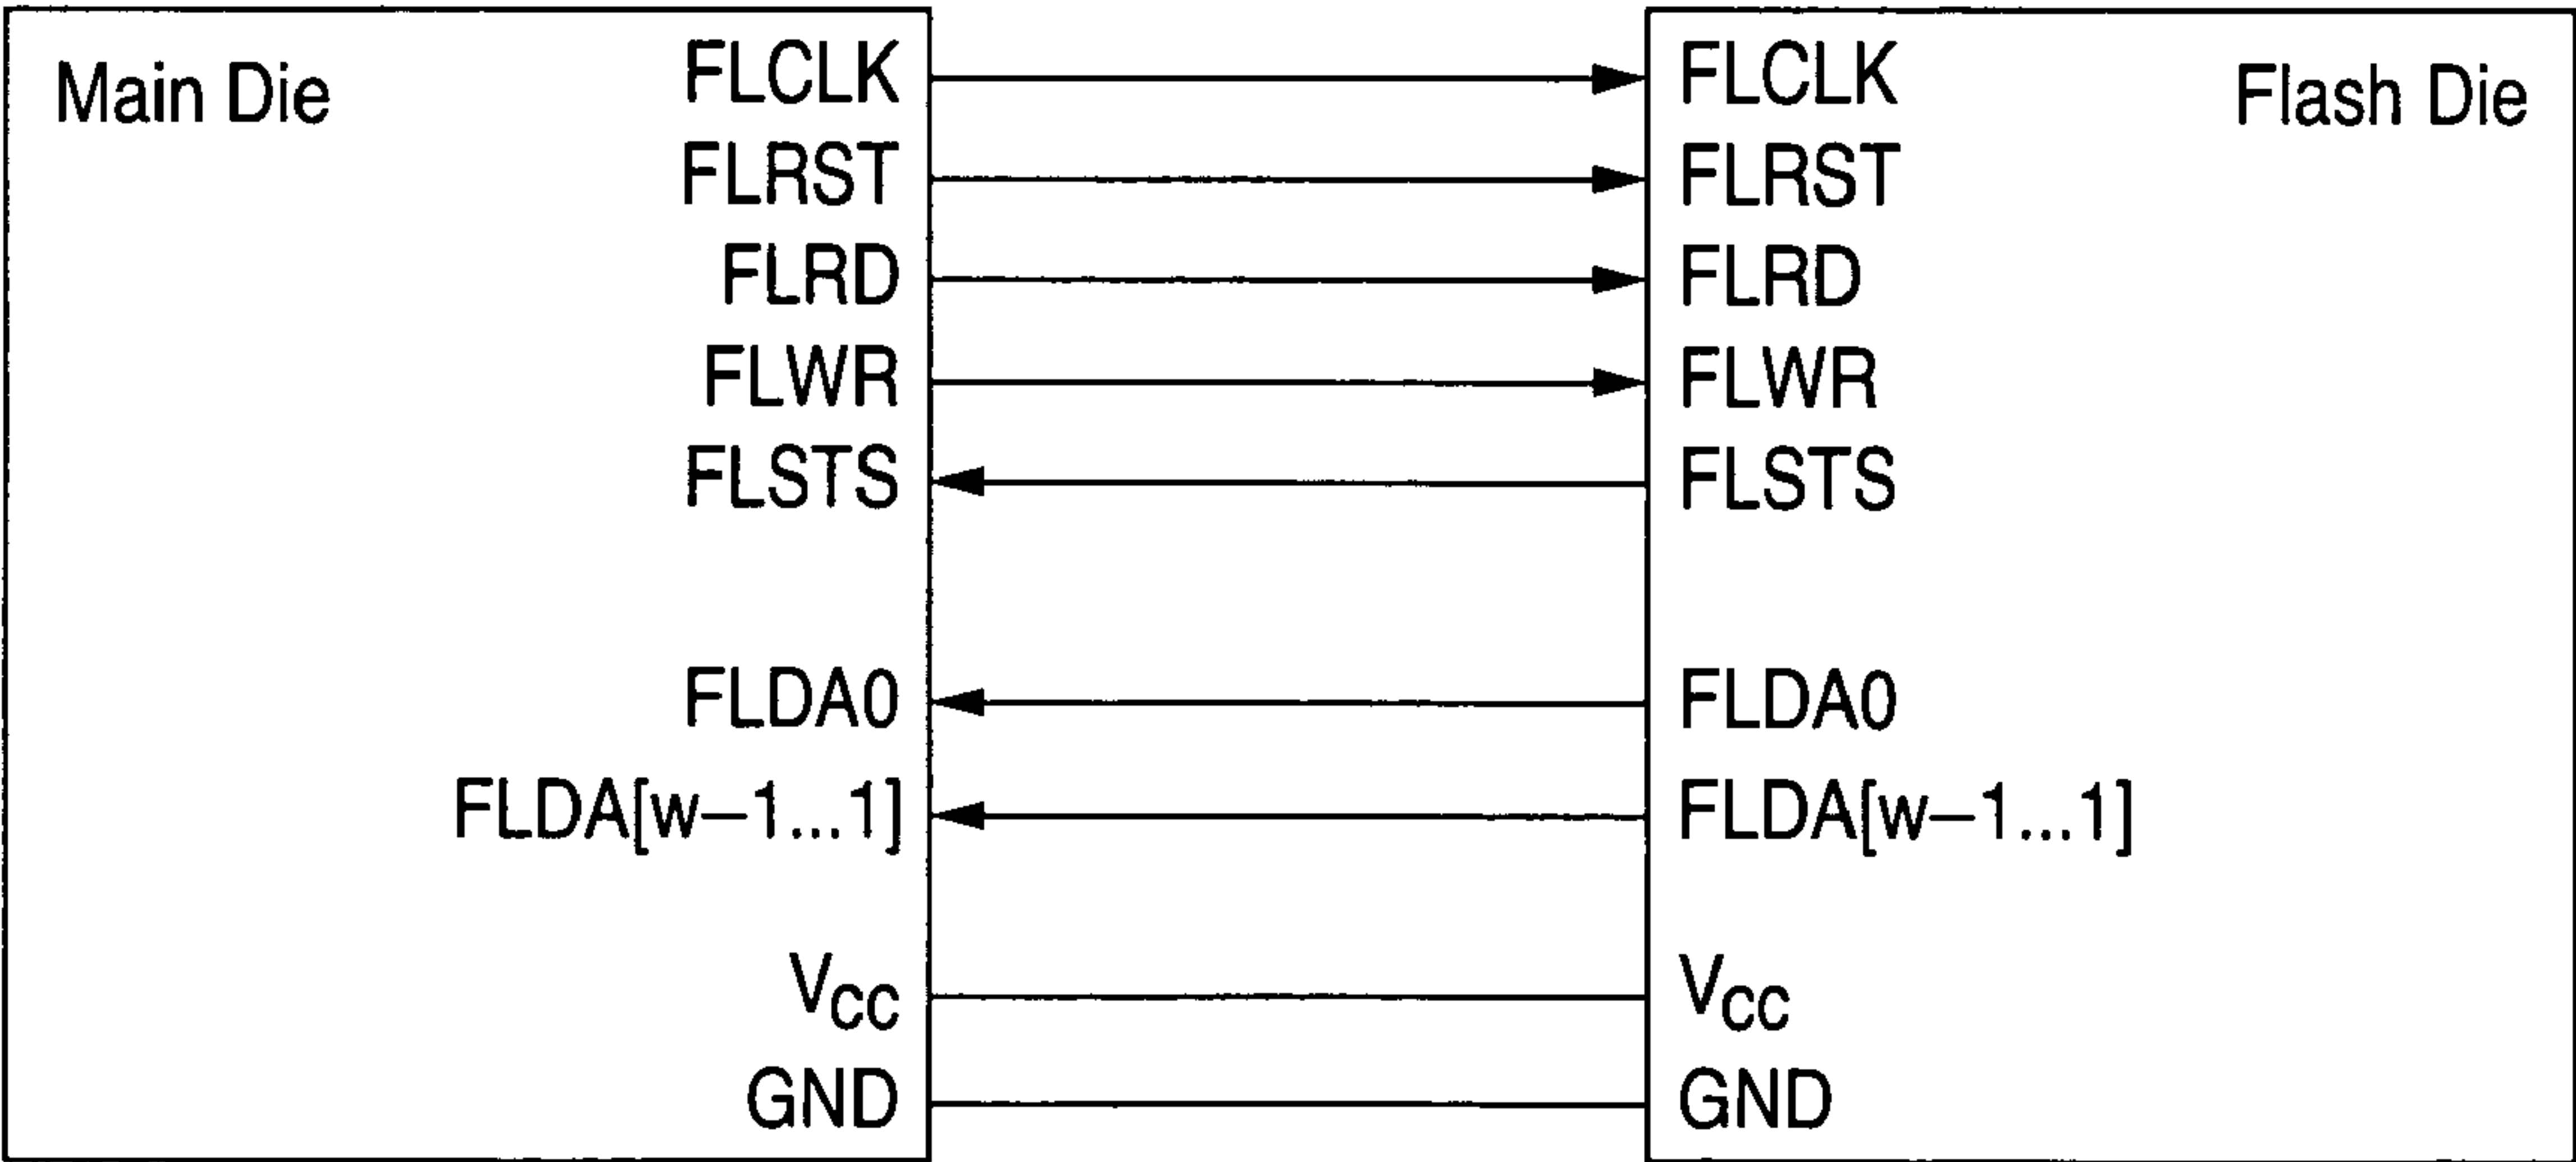 Main Die
FLCLK
FLRST
FLRD
FLWR
FLSTS
FLDA0
FLDA[w–1...1]
VCC
GND
Flash Die
FLCLK
FLRST
FLRD
FLWR
FLSTS
FLDA0
FLDA[w–1...1]
VCC
GND